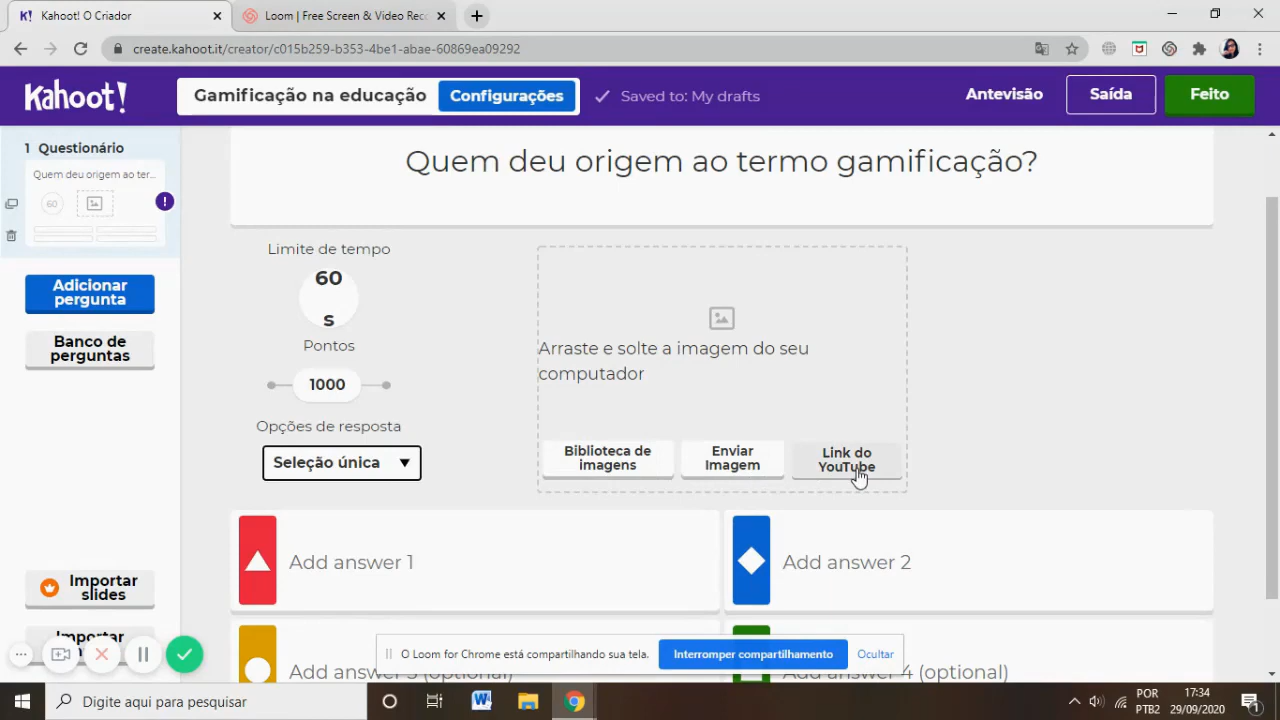 K! Kahoot! O Criador
Loom | Free Screen & Video Reco
create.kahoot.it/creator/c015b259-b353-4be1-abae-60869ea09292
Kahoot!
Gamificação na educação
Configurações
Saved to: My drafts
Antevisão
Saída
Feito
1 Questionário
Quem deu origem ao ter...
60
!
Adicionar
pergunta
Banco de
perguntas
Importar
slides
Importar
Quem deu origem ao termo gamificação?
Limite de tempo
60
s
Pontos
1000
Opções de resposta
Seleção única
Arraste e solte a imagem do seu
computador
Biblioteca de
imagens
Enviar
Imagem
Link do
YouTube
Add answer 1
Add answer 2
Add answer 3 (optional)
4 (optional)
O Loom for Chrome está compartilhando sua tela.
Interromper compartilhamento
Ocultar
Digite aqui para pesquisar
POR
PTB2
17:34
29/09/2020
1